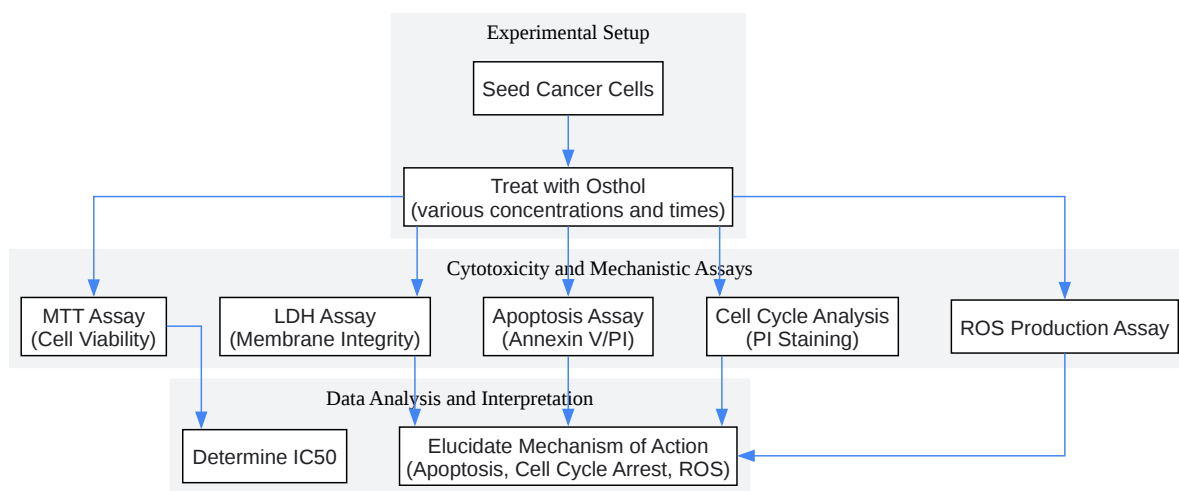 Experimental Setup
Seed Cancer Cells
Treat with Osthol
(various concentrations and times)
Cytotoxicity and Mechanistic Assays
MTT Assay
(Cell Viability)
LDH Assay
(Membrane Integrity)
Apoptosis Assay
(Annexin V/PI)
Cell Cycle Analysis
(PI Staining)
ROS Production Assay
Data Analysis and Interpretation
Determine IC50
Elucidate Mechanism of Action
(Apoptosis, Cell Cycle Arrest, ROS)